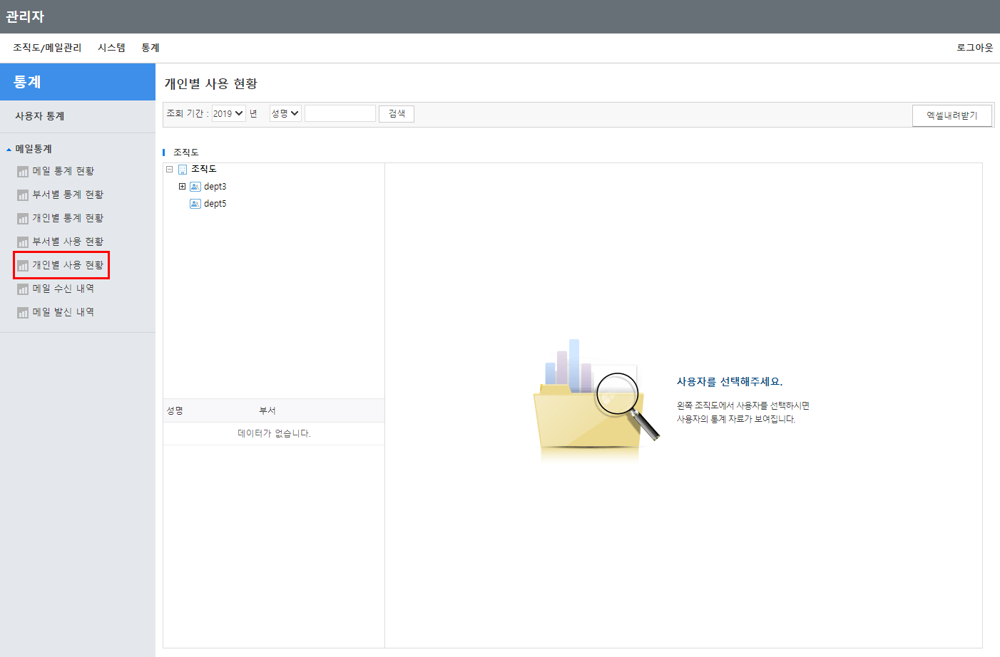 관리자
조직도/메일관리 시스템 통계 로그아웃
통계
사용자 통계
메일통계
메일 통계 현황
부서별 통계 현황
개인별 통계 현황
부서별 사용 현황
개인별 사용 현황
메일 수신 내역
메일 발신 내역
개인별 사용 현황
조회 기간 : 2019 년 성명 검색 엑셀내려받기
조직도
조직도
dept3
dept5
성명 부서
데이터가 없습니다.
사용자를 선택해주세요.
왼쪽 조직도에서 사용자를 선택하시면
사용자의 통계 자료가 보여집니다.